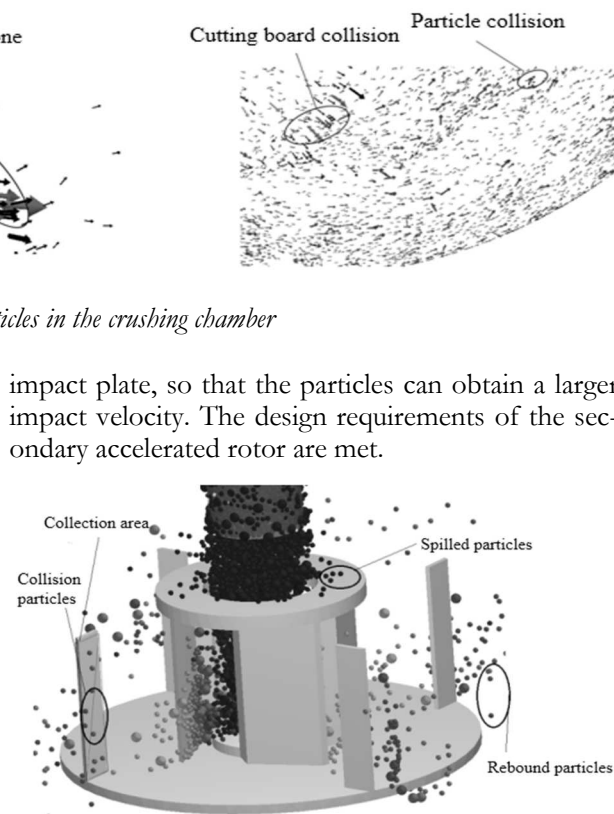 one
Cutting board collision
Particle collision
ticles in the crushing chamber
impact plate, so that the particles can obtain a larger
impact velocity. The design requirements of the sec-
ondary accelerated rotor are met.
Collection area
Spilled particles
Collision
particles
Rebound particles